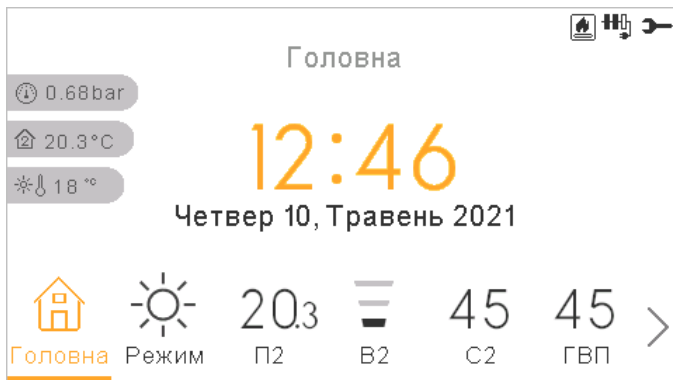 Головна
0.68bar
2 20.3°C
18 °C
12:46
Четвер 10, Травень 2021
20.3 45 45
Головна Режим П2 В2 С2 ГВП